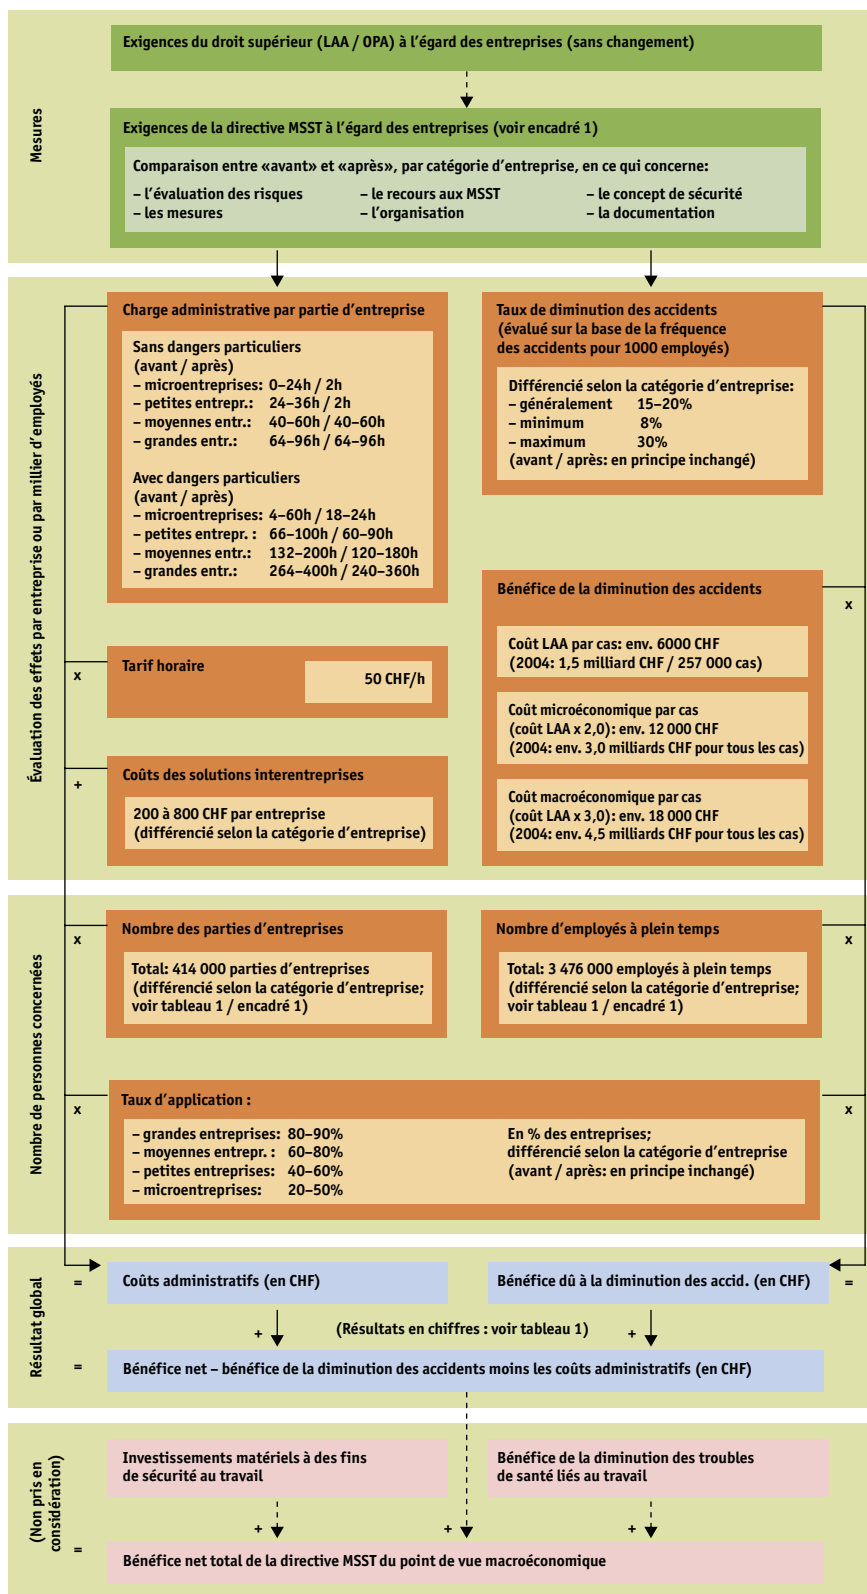 Mesures
Exigences du droit supérieur (LAA / OPA) à l'égard des entreprises (sans changement)
Exigences de la directive MSST à l'égard des entreprises (voir encadré 1)
Comparaison entre «avant» et «après», par catégorie d'entreprise, en ce qui concerne:
– l'évaluation des risques – le recours aux MSST – le concept de sécurité
– les mesures – l'organisation – la documentation
Évaluation des effets par entreprise ou par millier d'employés
Charge administrative par partie d'entreprise
Sans dangers particuliers
(avant / après)
– microentreprises: 0–24h / 2h
– petites entrepr.: 24–36h / 2h
– moyennes entr.: 40–60h / 40–60h
– grandes entr.: 64–96h / 64–96h
Avec dangers particuliers
(avant / après)
– microentreprises: 4–60h / 18–24h
– petites entrepr. : 66–100h / 60–90h
– moyennes entr.: 132–200h / 120–180h
– grandes entr.: 264–400h / 240–360h
x
Tarif horaire
50 CHF/h
+
Coûts des solutions interentreprises
200 à 800 CHF par entreprise
(différencié selon la catégorie d'entreprise)
Taux de diminution des accidents
(évalué sur la base de la fréquence
des accidents pour 1000 employés)
Différencié selon la catégorie d'entreprise:
– généralement 15–20%
– minimum 8%
– maximum 30%
(avant / après: en principe inchangé)
Bénéfice de la diminution des accidents
x
Coût LAA par cas: env. 6000 CHF
(2004: 1,5 milliard CHF / 257 000 cas)
Coût microéconomique par cas
(coût LAA x 2,0): env. 12 000 CHF
(2004: env. 3,0 milliards CHF pour tous les cas)
Coût macroéconomique par cas
(coût LAA x 3,0): env. 18 000 CHF
(2004: env. 4,5 milliards CHF pour tous les cas)
Nombre de personnes concernées
x
Nombre des parties d'entreprises
Total: 414 000 parties d'entreprises
(différencié selon la catégorie d'entreprise;
voir tableau 1 / encadré 1)
Nombre d'employés à plein temps
x
Total: 3 476 000 employés à plein temps
(différencié selon la catégorie d'entreprise;
voir tableau 1 / encadré 1)
x
Taux d'application :
x
– grandes entreprises: 80–90%
– moyennes entrepr. : 60–80%
– petites entreprises: 40–60%
– microentreprises: 20–50%
En % des entreprises;
différencié selon la catégorie d'entreprise
(avant / après: en principe inchangé)
Résultat global
= Coûts administratifs (en CHF)
Bénéfice dû à la diminution des accid. (en CHF) =
+ (Résultats en chiffres : voir tableau 1) +
= Bénéfice net – bénéfice de la diminution des accidents moins les coûts administratifs (en CHF)
(Non pris en
considération)
Investissements matériels à des fins
de sécurité au travail
Bénéfice de la diminution des troubles
de santé liés au travail
+ + +
= Bénéfice net total de la directive MSST du point de vue macroéconomique